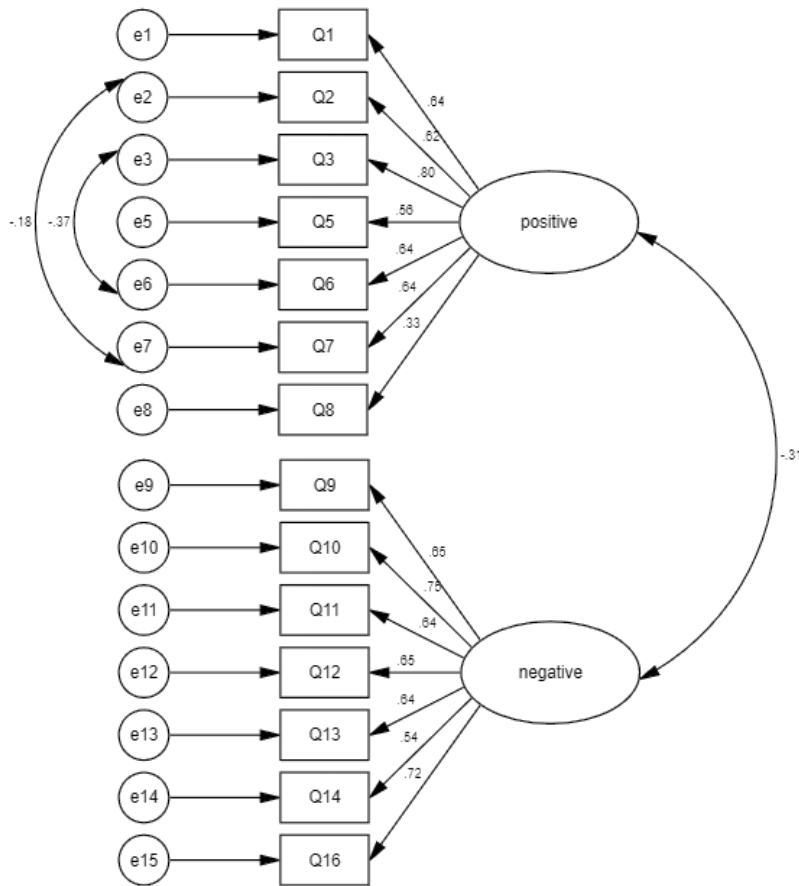 e1 Q1
.64
e2 Q2
.62
e3 Q3
.80
-.18 -.37 e5 Q5 .56 positive
.64
e6 Q6
.64
e7 Q7
.33
e8 Q8
-.31
e9 Q9
.65
e10 Q10
.75
e11 Q11
.64
e12 Q12 .65 negative
.64
e13 Q13
.54
.72
e14 Q14
e15 Q16